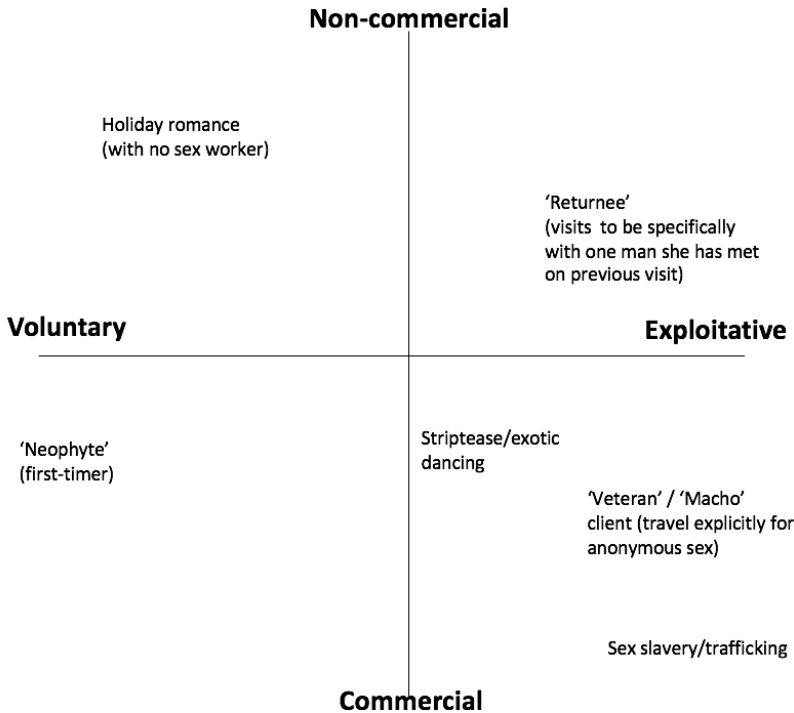 Non-commercial
Holiday romance
(with no sex worker)
‘Returnee’
(visits to be specifically
with one man she has met
on previous visit)
Voluntary
Exploitative
‘Neophyte’
(first-timer)
Striptease/exotic
dancing
‘Veteran’ / ‘Macho’
client (travel explicitly for
anonymous sex)
Sex slavery/trafficking
Commercial